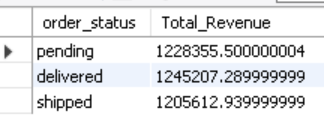 order_status Total_Revenue
pending 1228355.500000004
delivered 1245207.289999999
shipped 1205612.939999999